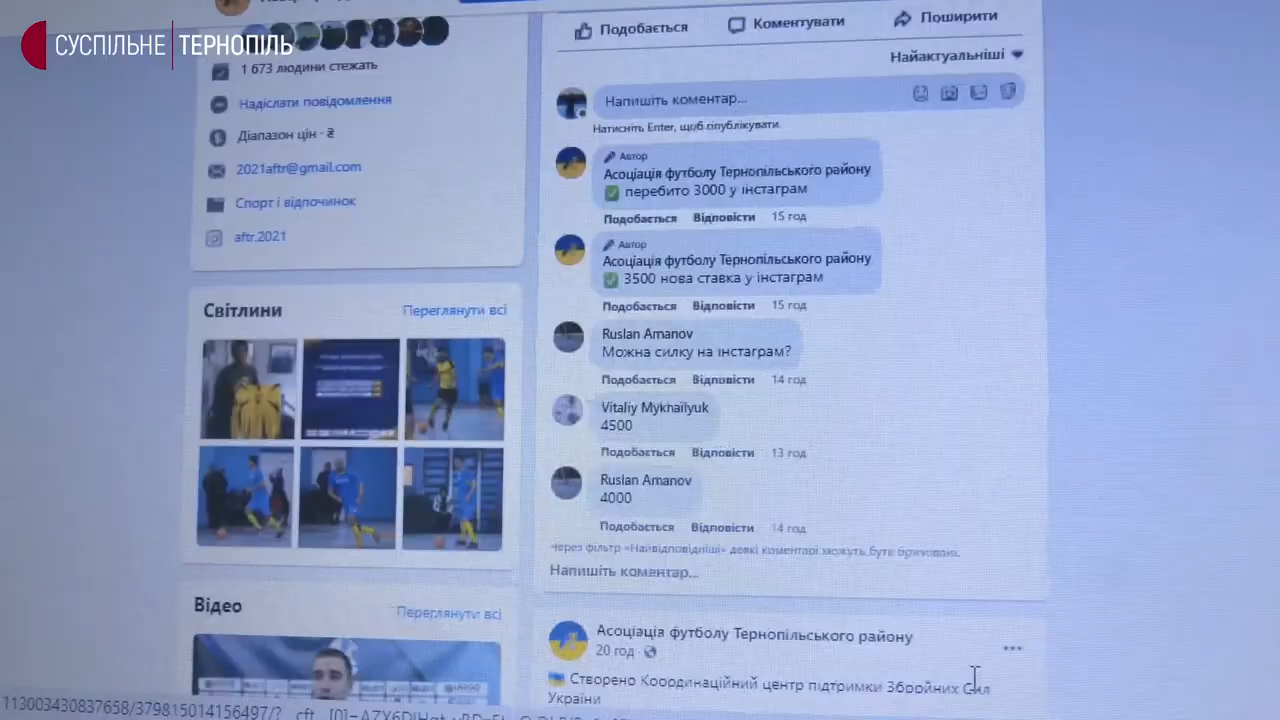 СУСПІЛЬНЕ ТЕРНОПІЛЬ
1 673 людини стежать
Надіслати повідомлення
Діапазон цін · ₴
2021aftr@gmail.com
Спорт і відпочинок
aftr.2021
Світлини Переглянути всі
Відео Переглянути всі
Подобається Коментувати Поширити
Найактуальніші
Напишіть коментар...
Натисніть Enter, щоб опублікувати.
Автор
Асоціація футболу Тернопільського району
✅ перебито 3000 у інстаграм
Подобається Відповісти 15 год
Автор
Асоціація футболу Тернопільського району
✅ 3500 нова ставка у інстаграм
Подобається Відповісти 15 год
Ruslan Amanov
Можна силку на інстаграм?
Подобається Відповісти 14 год
Vitaliy Mykhailyuk
4500
Подобається Відповісти 13 год
Ruslan Amanov
4000
Подобається Відповісти 14 год
Через фільтр «Найвідповідніші» деякі коментарі можуть бути
Напишіть коментар...
Асоціація футболу Тернопільського району
20 год ·
Створено Координаційний центр підтримки Збройних Сил
України
113003430837658/379815014156497/?